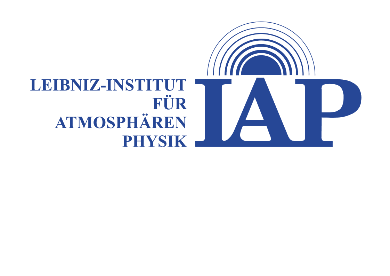 LEIBNIZ-INSTITUT
FÜR
ATMOSPHÄREN
PHYSIK
IAP